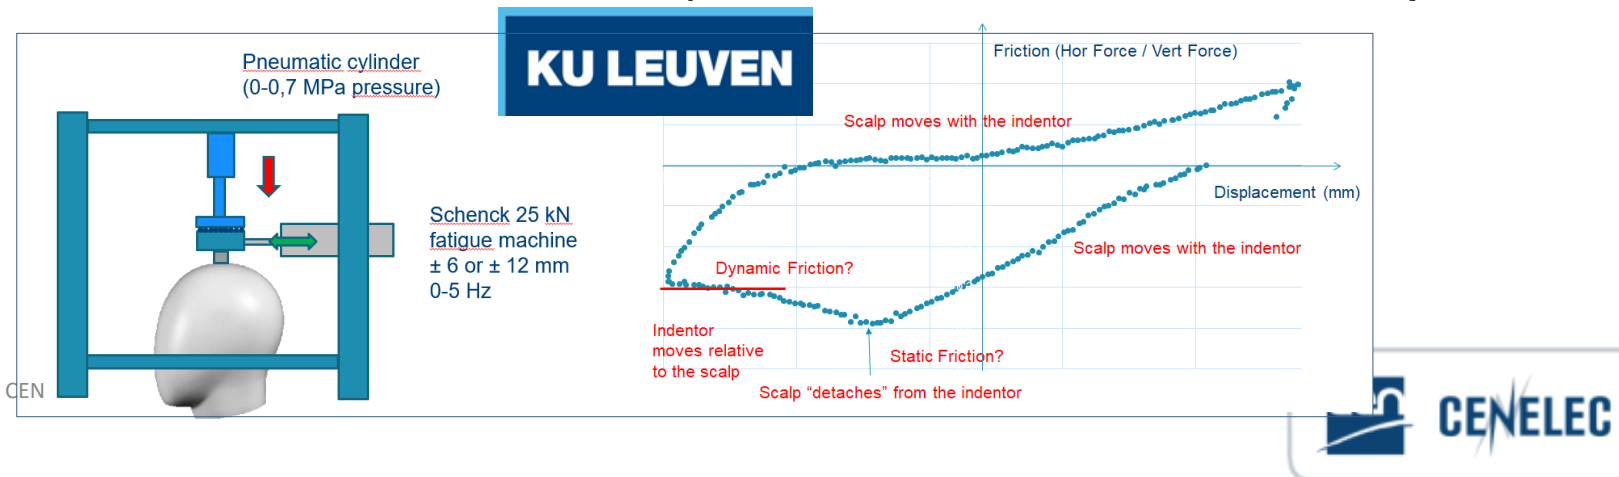 KU LEUVEN
Pneumatic cylinder
(0-0,7 MPa pressure)
Schenck 25 kN
fatigue machine
± 6 or ± 12 mm
0-5 Hz
Friction (Hor Force / Vert Force)
Scalp moves with the indentor
Displacement (mm)
Scalp moves with the indentor
Dynamic Friction?
Indentor
moves relative
to the scalp
Static Friction?
Scalp “detaches” from the indentor
CEN
CENELEC